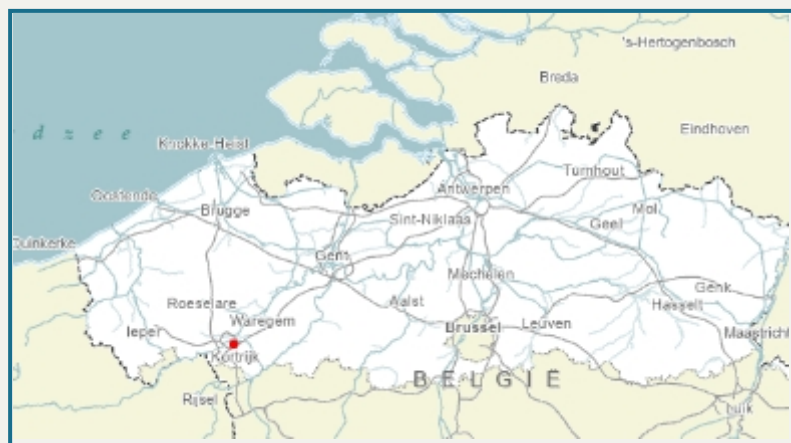 's-Hertogenbosch
Breda
d z e e
Eindhoven
Knokke-Heist
Turnhout
Oostende
Antwerpen
Brugge
Mol
Sint-Niklaas
Geel
Duinkerke
Gent
Mechelen
Genk
Roeselare
Aalst
Hasselt
Waregem
Ieper
Brussel
Leuven
Maastricht
Kortrijk
BELGIË
Rijsel
Luik